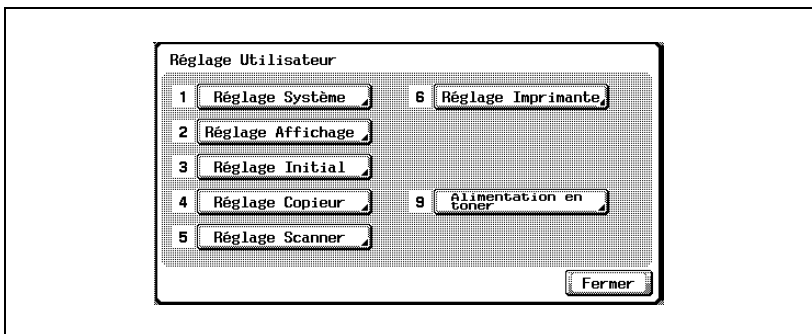 Réglage Utilisateur
1 Réglage Système
2 Réglage Affichage
3 Réglage Initial
4 Réglage Copieur
5 Réglage Scanner
6 Réglage Imprimante
9 Alimentation en
toner
Fermer